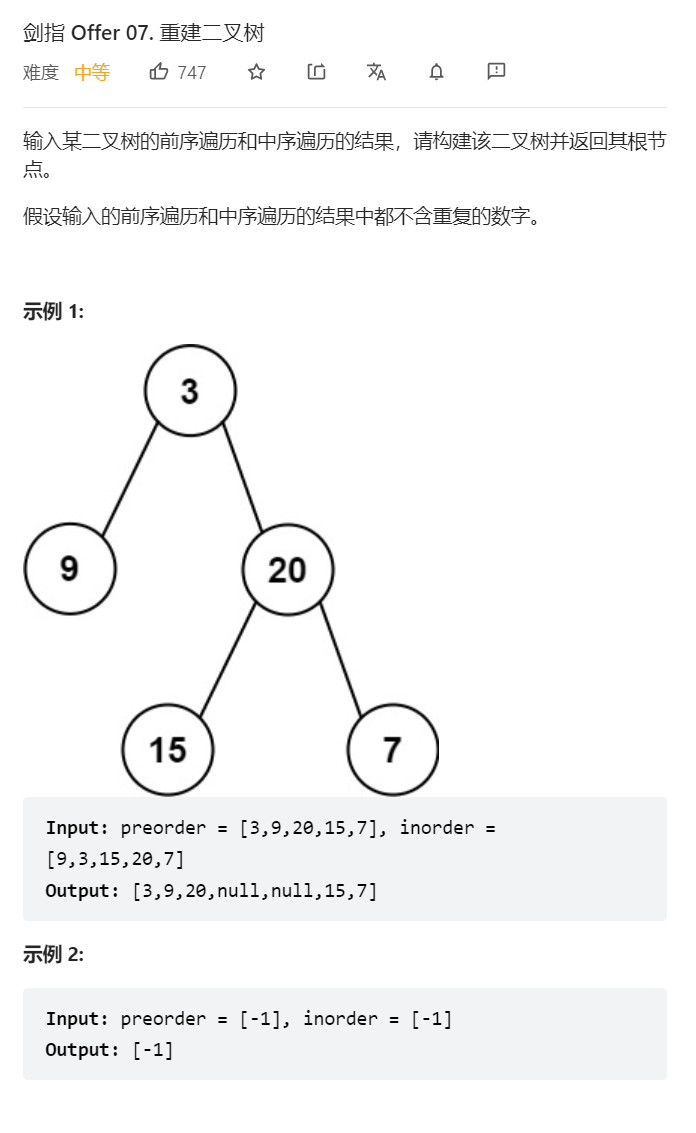 剑指 Offer 07. 重建二叉树
难度 中等 747
输入某二叉树的前序遍历和中序遍历的结果，请构建该二叉树并返回其根节
点。
假设输入的前序遍历和中序遍历的结果中都不含重复的数字。
示例 1:
3
9 20
15 7
Input: preorder = [3,9,20,15,7], inorder =
[9,3,15,20,7]
Output: [3,9,20,null,null,15,7]
示例 2:
Input: preorder = [-1], inorder = [-1]
Output: [-1]